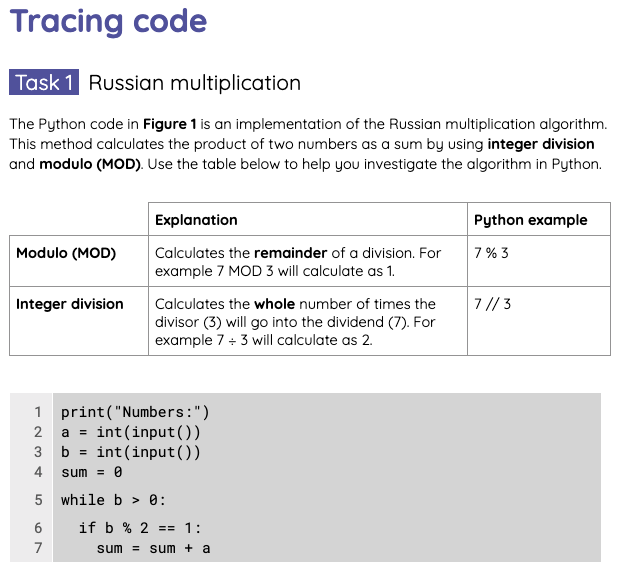 Tracing code
Task 1 Russian multiplication
The Python code in Figure 1 is an implementation of the Russian multiplication algorithm.
This method calculates the product of two numbers as a sum by using integer division
and modulo (MOD). Use the table below to help you investigate the algorithm in Python.
Explanation Python example
Modulo (MOD) Calculates the remainder of a division. For 7 % 3
example 7 MOD 3 will calculate as 1.
Integer division Calculates the whole number of times the 7 // 3
divisor (3) will go into the dividend (7). For
example 7 ÷ 3 will calculate as 2.
1 print("Numbers:")
2 a = int(input())
3 b = int(input())
4 sum = 0
5 while b > 0:
6 if b % 2 == 1:
7 sum = sum + a